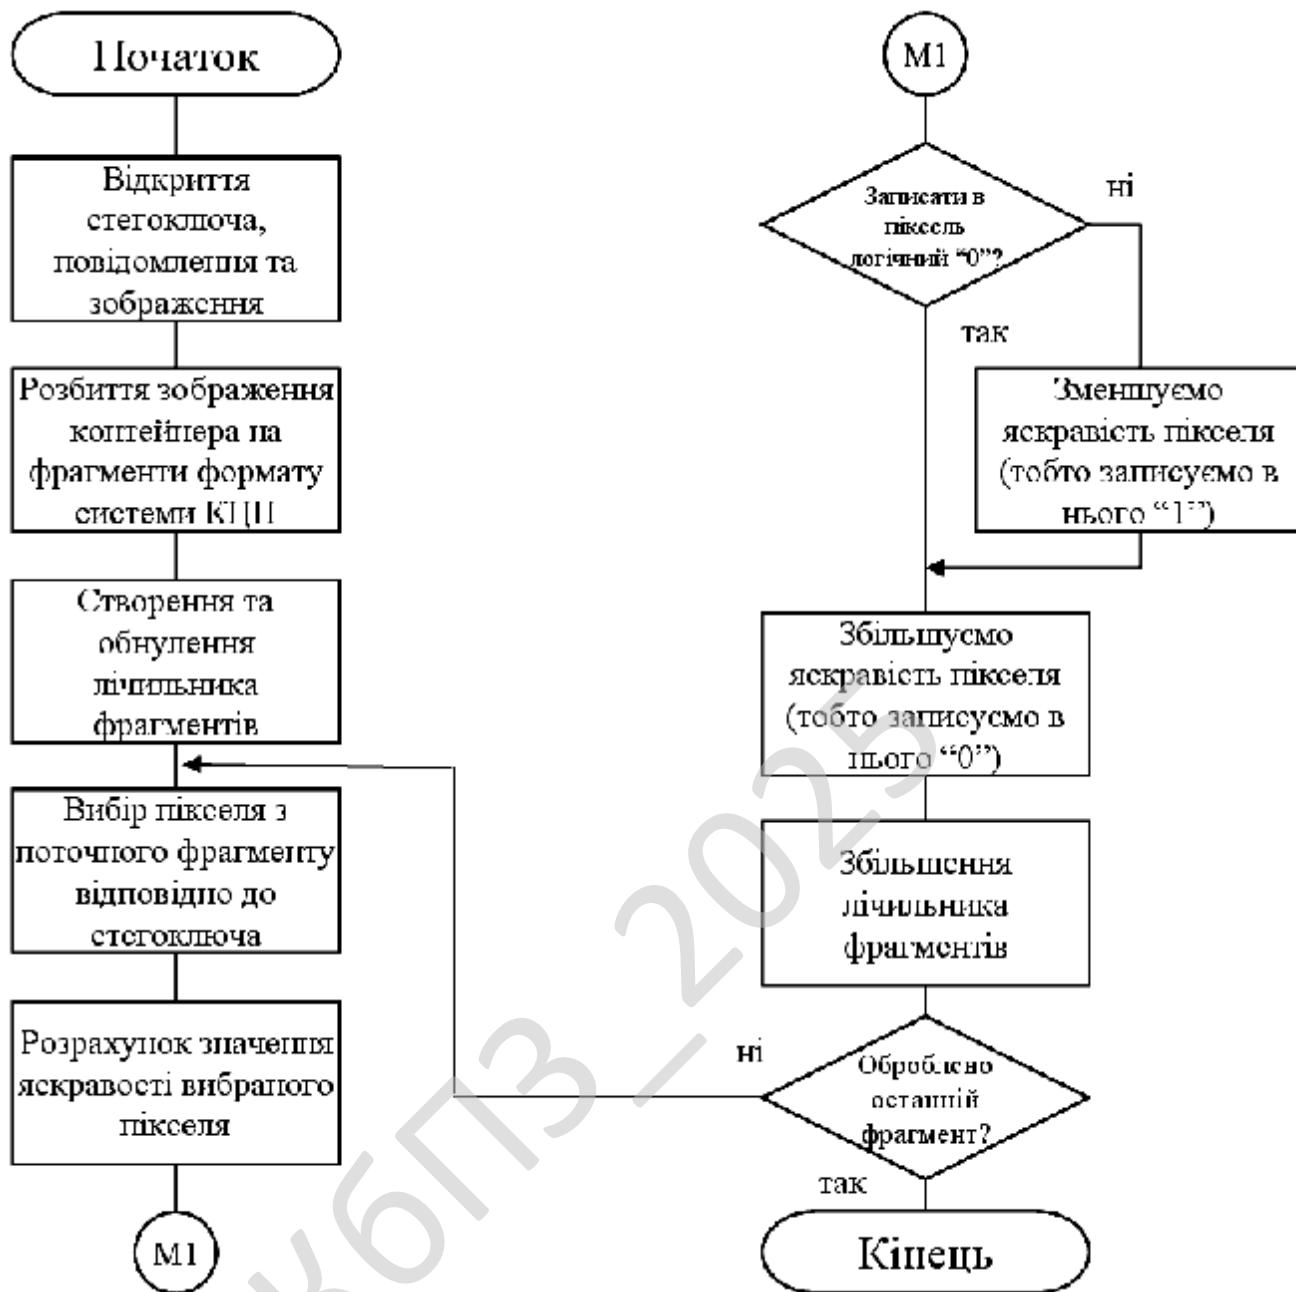 Початок
Відкриття
стегоключа,
повідомлення та
зображення
Розбиття зображення
контейнера на
фрагменти формату
системи КЦП
Створення та
обнулення
лічильника
фрагментів
Вибір пікселя з
поточного фрагменту
відповідно до
стегоключа
Розрахунок значення
яскравості вибраного
пікселя
М1
М1
Записати в
піксель
логічний “0”?
ні
так
Зменшуємо
яскравість пікселя
(тобто записуємо в
нього “1”)
Збільшуємо
яскравість пікселя
(тобто записуємо в
нього “0”)
Збільшення
лічильника
фрагментів
ні
Оброблено
останній
фрагмент?
так
Кінець
КбПЗ_2025